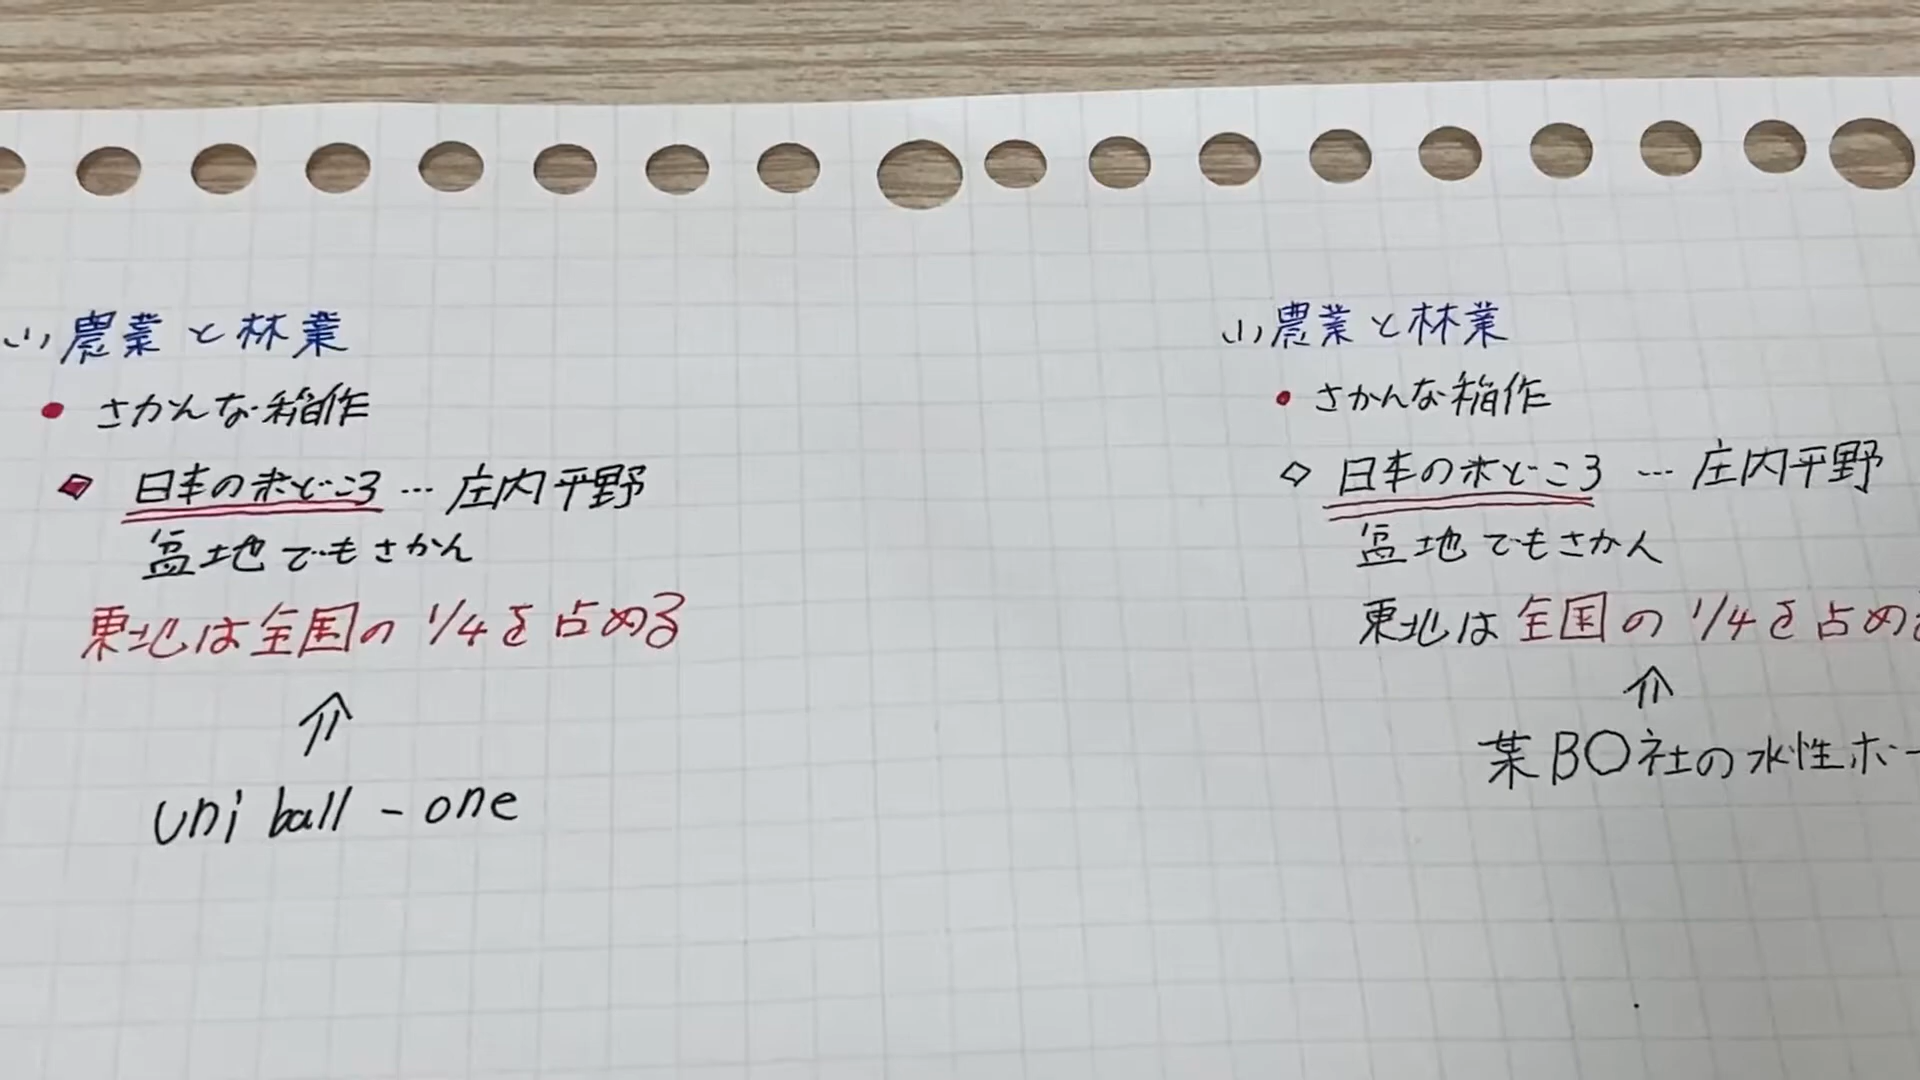 (1) 農業と林業
• さかんな稲作
◇ 日本の米どころ … 庄内平野
盆地でもさかん
東北は全国の 1/4を占める
⇑
uni ball - one
(1) 農業と林業
• さかんな稲作
◇ 日本の米どころ … 庄内平野
盆地でもさかん
東北は全国の 1/4を占め
⇑
某BO社の水性ボー